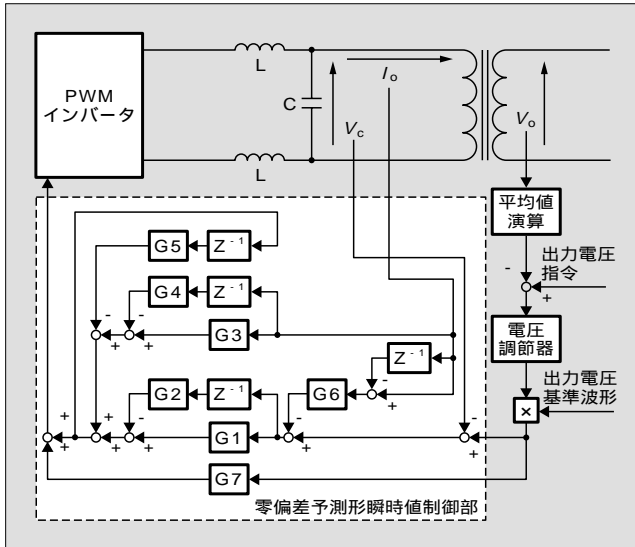 PWM
インバータ
L
C
L
Io
Vc
Vo
平均値
演算
-
出力電圧
指令
+
電圧
調節器
出力電圧
基準波形
×
G5
Z-1
G4
Z-1
-
-
+
+
G3
Z-1
G2
Z-1
G6
-
+
-
-
-
+
+
+
+
+
G1
+
+
G7
零偏差予測形瞬時値制御部